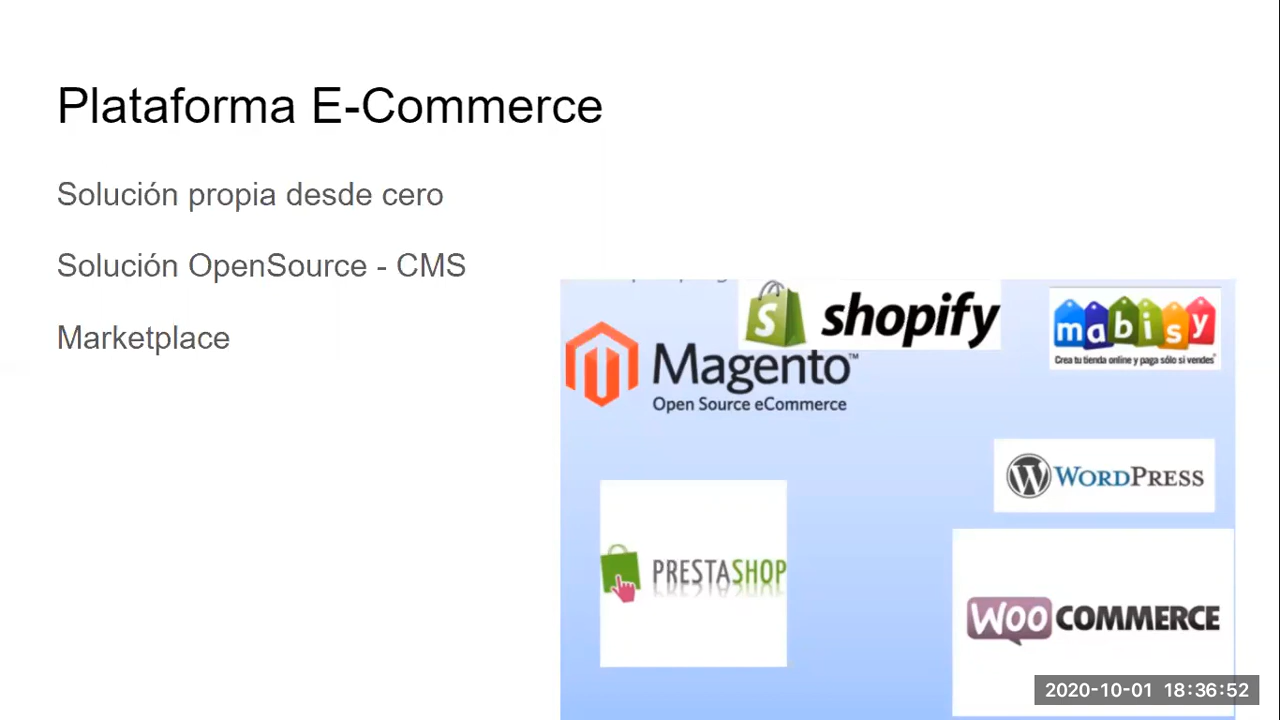 Plataforma E-Commerce
Solución propia desde cero
Solución OpenSource - CMS
Marketplace
shopify
mabisy
Crea tu tienda online y paga sólo si vendes
Magento™
Open Source eCommerce
WORDPRESS
PRESTASHOP
WOO COMMERCE
2020-10-01 18:36:52